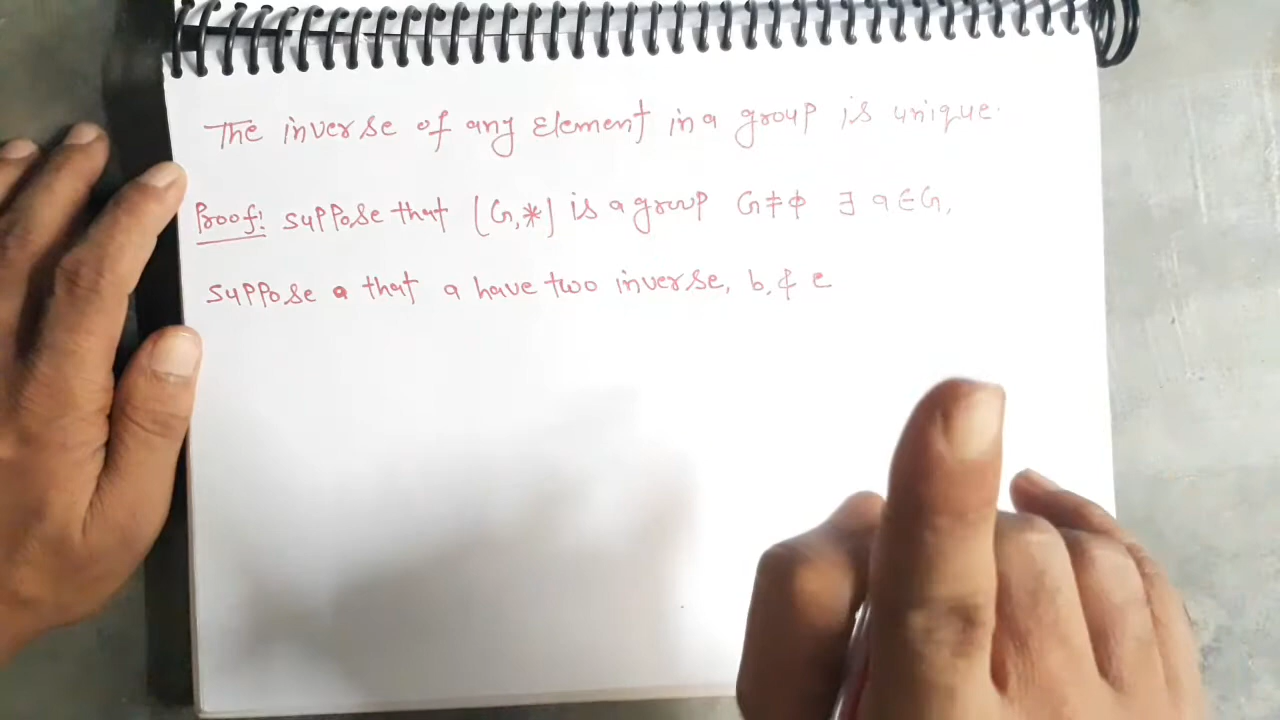 The inverse of any Element in a group is unique.
Proof: suppose that (G,*) is a group G≠ϕ ∃ a∈G,
suppose a that a have two inverse, b, & c